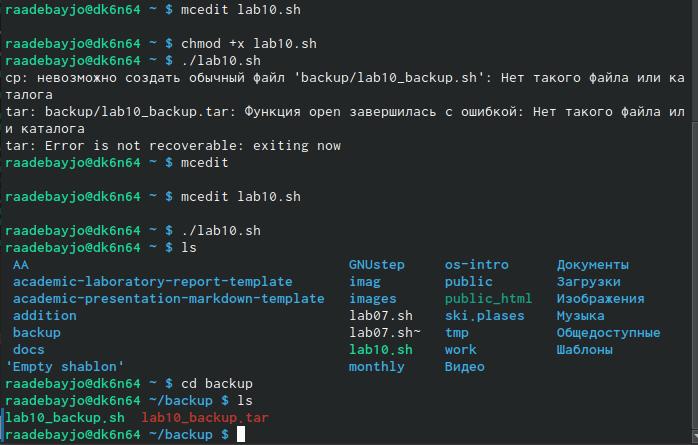 raadebayjo@dk6n64 ~ $ mcedit lab10.sh
raadebayjo@dk6n64 ~ $ chmod +x lab10.sh
raadebayjo@dk6n64 ~ $ ./lab10.sh
cp: невозможно создать обычный файл 'backup/lab10_backup.sh': Нет такого файла или ка
талога
tar: backup/lab10_backup.tar: Функция open завершилась с ошибкой: Нет такого файла ил
и каталога
tar: Error is not recoverable: exiting now
raadebayjo@dk6n64 ~ $ mcedit
raadebayjo@dk6n64 ~ $ mcedit lab10.sh
raadebayjo@dk6n64 ~ $ ./lab10.sh
raadebayjo@dk6n64 ~ $ ls
AA GNUstep os-intro Документы
academic-laboratory-report-template imag public Загрузки
academic-presentation-markdown-template images public_html Изображения
addition lab07.sh ski.plases Музыка
backup lab07.sh~ tmp Общедоступные
docs lab10.sh work Шаблоны
'Empty shablon' monthly Видео
raadebayjo@dk6n64 ~ $ cd backup
raadebayjo@dk6n64 ~/backup $ ls
lab10_backup.sh lab10_backup.tar
raadebayjo@dk6n64 ~/backup $